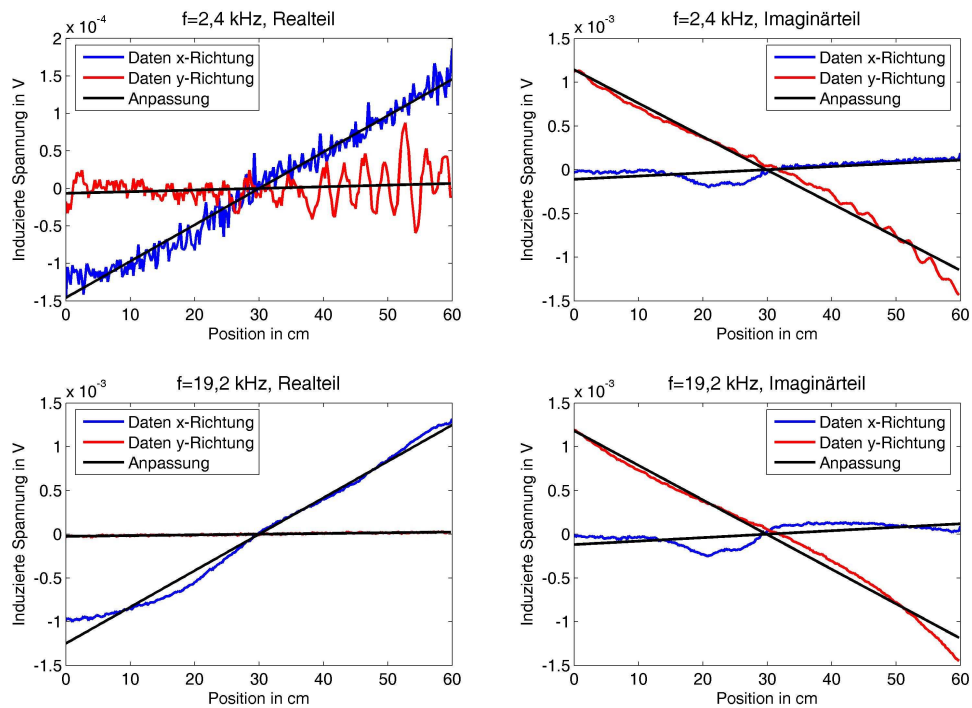 f=2,4 kHz, Realteil
x 10⁻⁴
2
1.5
1
0.5
0
-0.5
-1
-1.5
Induzierte Spannung in V
Daten x-Richtung
Daten y-Richtung
Anpassung
0 10 20 30 40 50 60
Position in cm
f=2,4 kHz, Imaginärteil
x 10⁻³
1.5
1
0.5
0
-0.5
-1
-1.5
Induzierte Spannung in V
Daten x-Richtung
Daten y-Richtung
Anpassung
0 10 20 30 40 50 60
Position in cm
f=19,2 kHz, Realteil
x 10⁻³
1.5
1
0.5
0
-0.5
-1
-1.5
Induzierte Spannung in V
Daten x-Richtung
Daten y-Richtung
Anpassung
0 10 20 30 40 50 60
Position in cm
f=19,2 kHz, Imaginärteil
x 10⁻³
1.5
1
0.5
0
-0.5
-1
-1.5
Induzierte Spannung in V
Daten x-Richtung
Daten y-Richtung
Anpassung
0 10 20 30 40 50 60
Position in cm